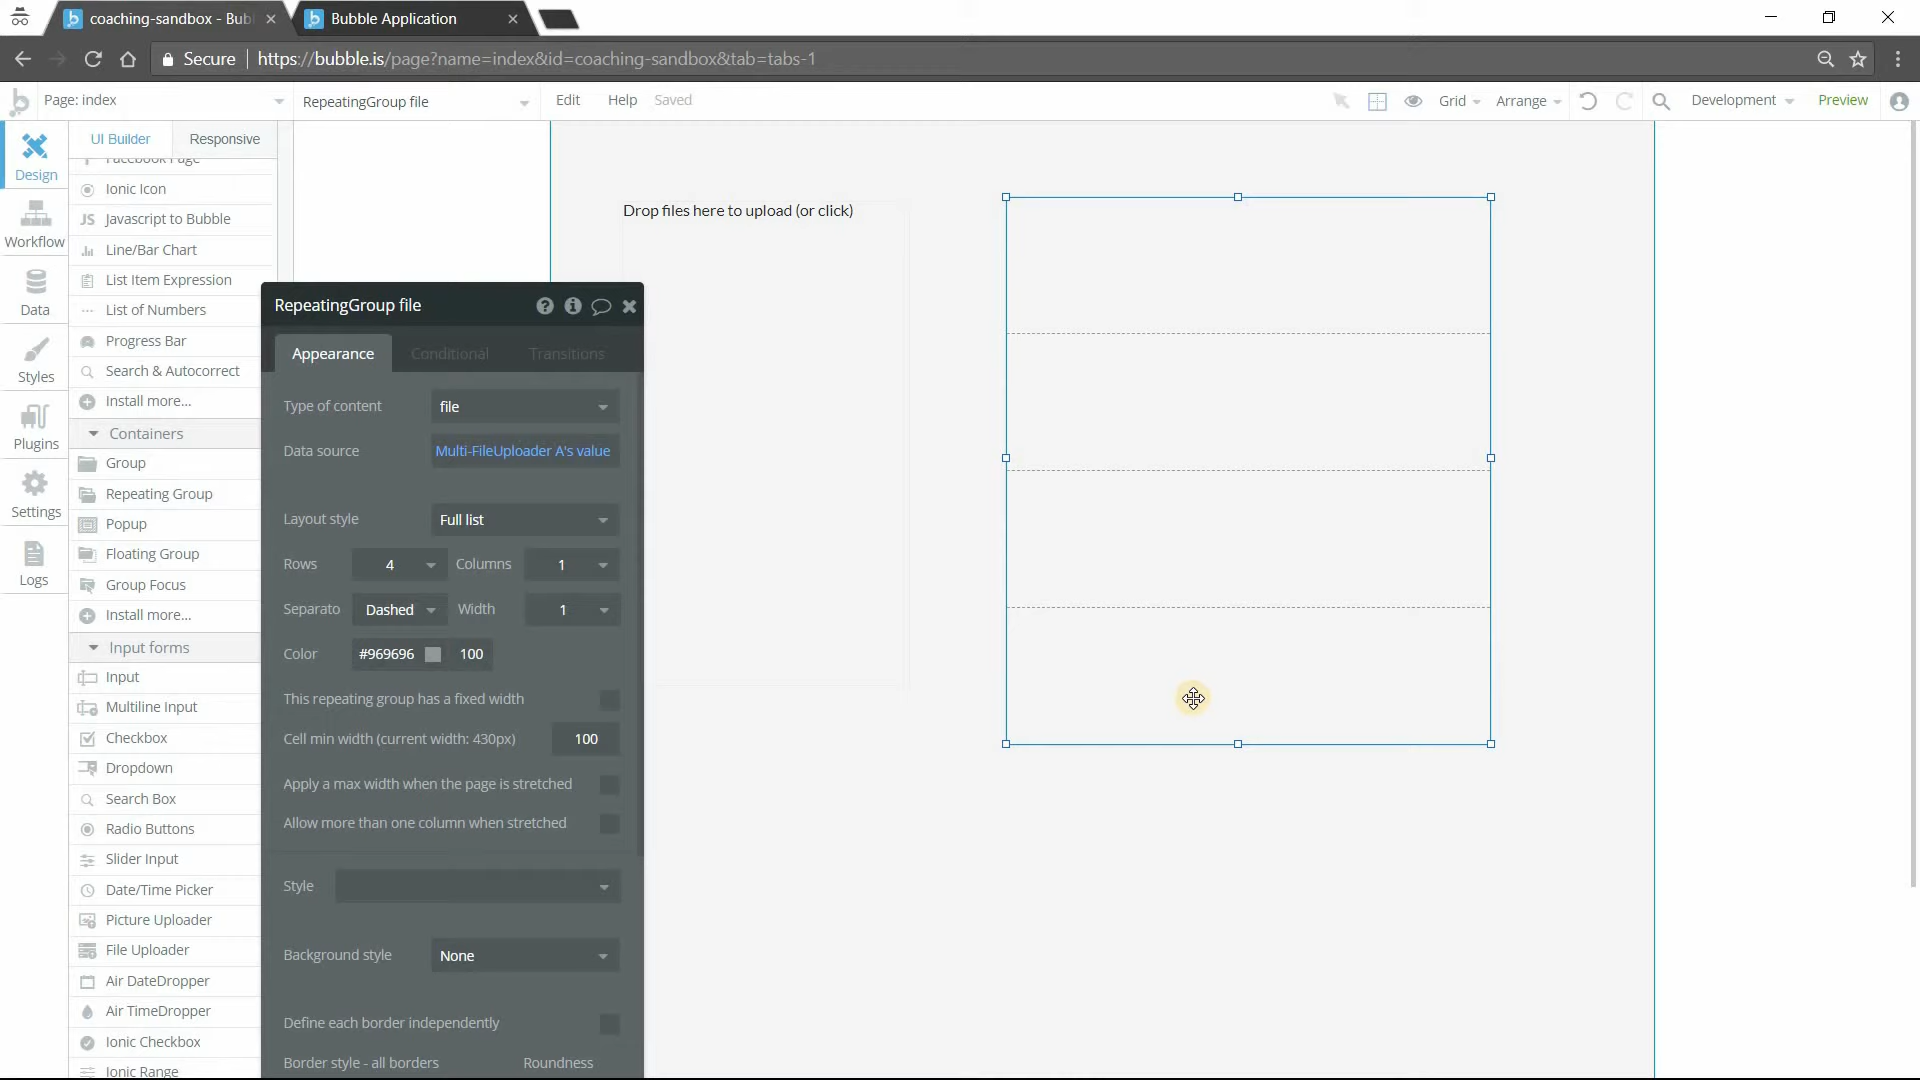 coaching-sandbox - Bub
Bubble Application
Secure
https://bubble.is/page?name=index&id=coaching-sandbox&tab=tabs-1
Page: index
RepeatingGroup file
Edit
Help
Saved
Grid
Arrange
Development
Preview
Design
Workflow
Data
Styles
Plugins
Settings
Logs
UI Builder
Responsive
Facebook Page
Ionic Icon
JS Javascript to Bubble
Line/Bar Chart
List Item Expression
List of Numbers
Progress Bar
Search & Autocorrect
Install more...
Containers
Group
Repeating Group
Popup
Floating Group
Group Focus
Install more...
Input forms
Input
Multiline Input
Checkbox
Dropdown
Search Box
Radio Buttons
Slider Input
Date/Time Picker
Picture Uploader
File Uploader
Air DateDropper
Air TimeDropper
Ionic Checkbox
Ionic Range
RepeatingGroup file
Appearance
Conditional
Transitions
Type of content
file
Data source
Multi-FileUploader A's value
Layout style
Full list
Rows
4
Columns
1
Separato
Dashed
Width
1
Color
#969696
100
This repeating group has a fixed width
Cell min width (current width: 430px)
100
Apply a max width when the page is stretched
Allow more than one column when stretched
Style
Background style
None
Define each border independently
Border style - all borders
Roundness
Drop files here to upload (or click)